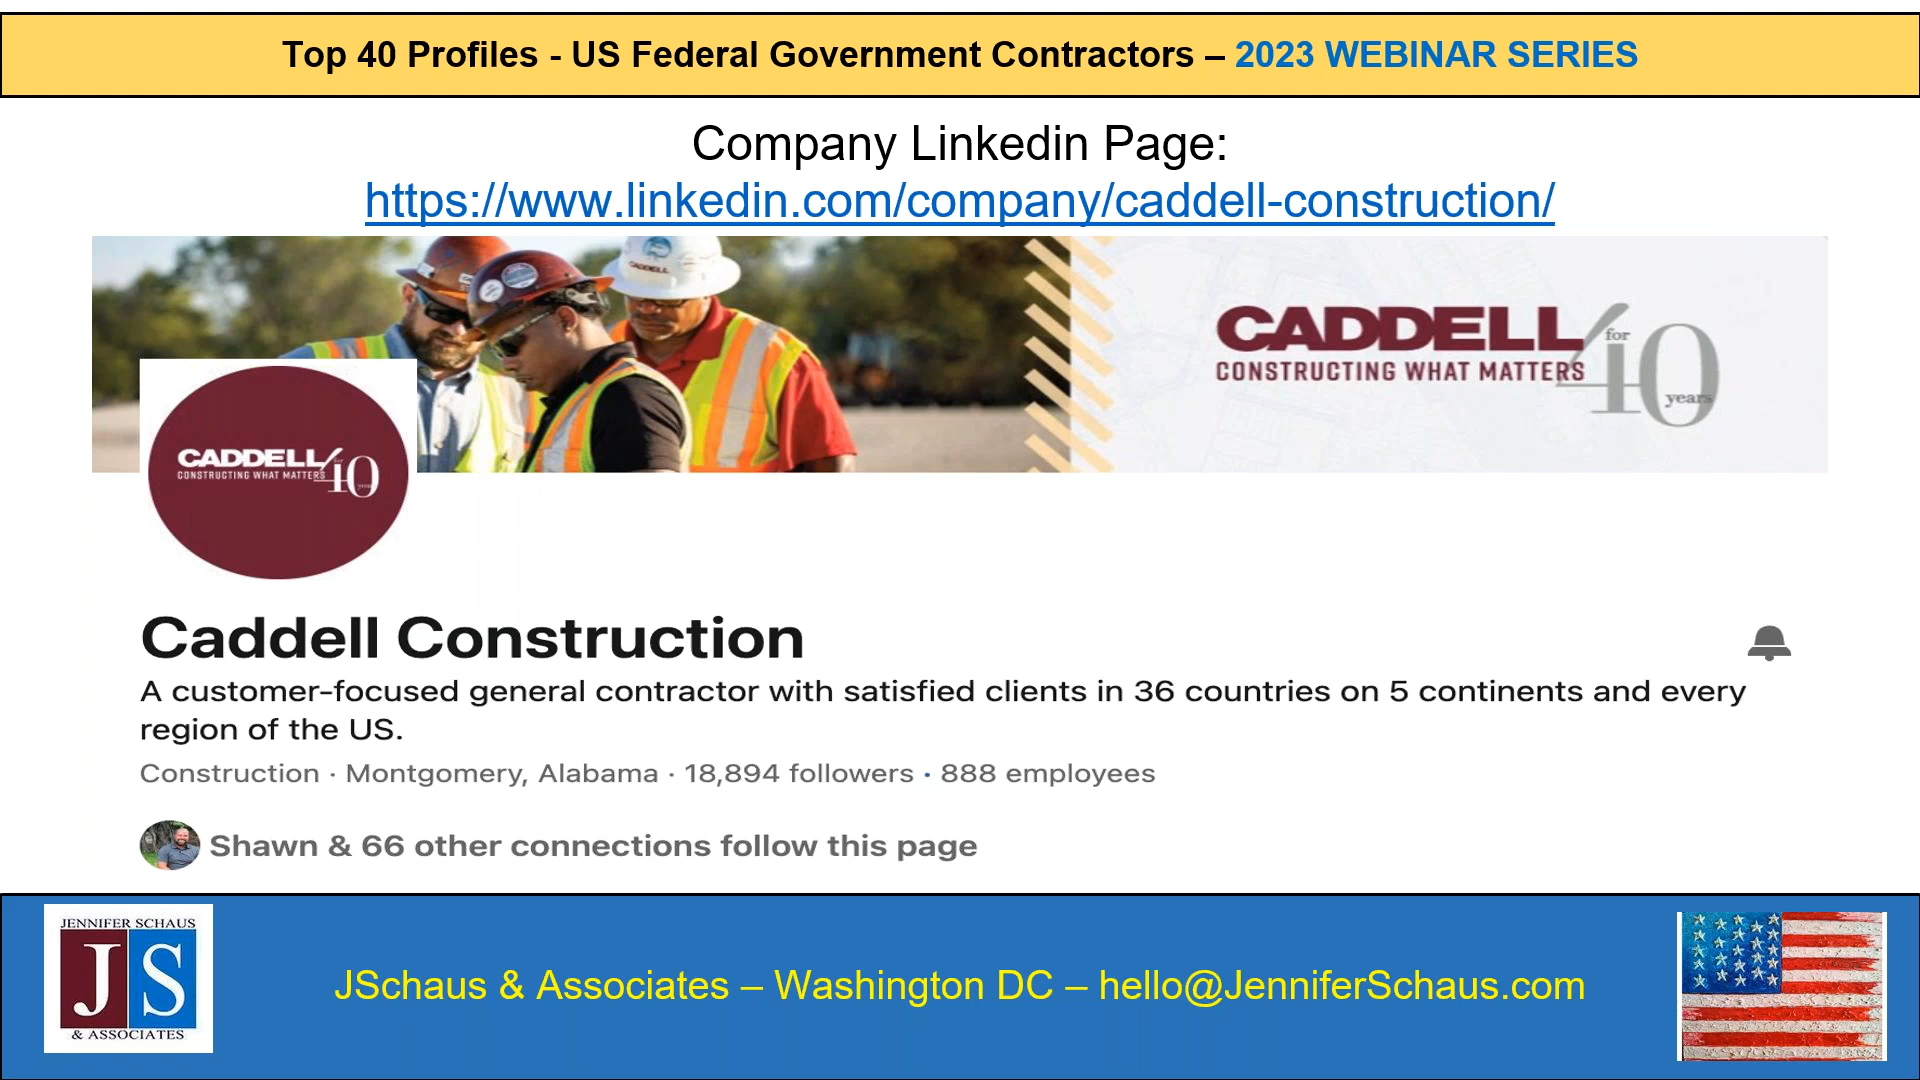 Top 40 Profiles - US Federal Government Contractors – 2023 WEBINAR SERIES
Company Linkedin Page:
https://www.linkedin.com/company/caddell-construction/
CADDELL
CADDELL
CONSTRUCTING WHAT MATTERS
for
40
years
CADDELL
CONSTRUCTING WHAT MATTERS
for
40
years
Caddell Construction
A customer-focused general contractor with satisfied clients in 36 countries on 5 continents and every
region of the US.
Construction · Montgomery, Alabama · 18,894 followers · 888 employees
Shawn & 66 other connections follow this page
JENNIFER SCHAUS
JS
& ASSOCIATES
JSchaus & Associates – Washington DC – hello@JenniferSchaus.com